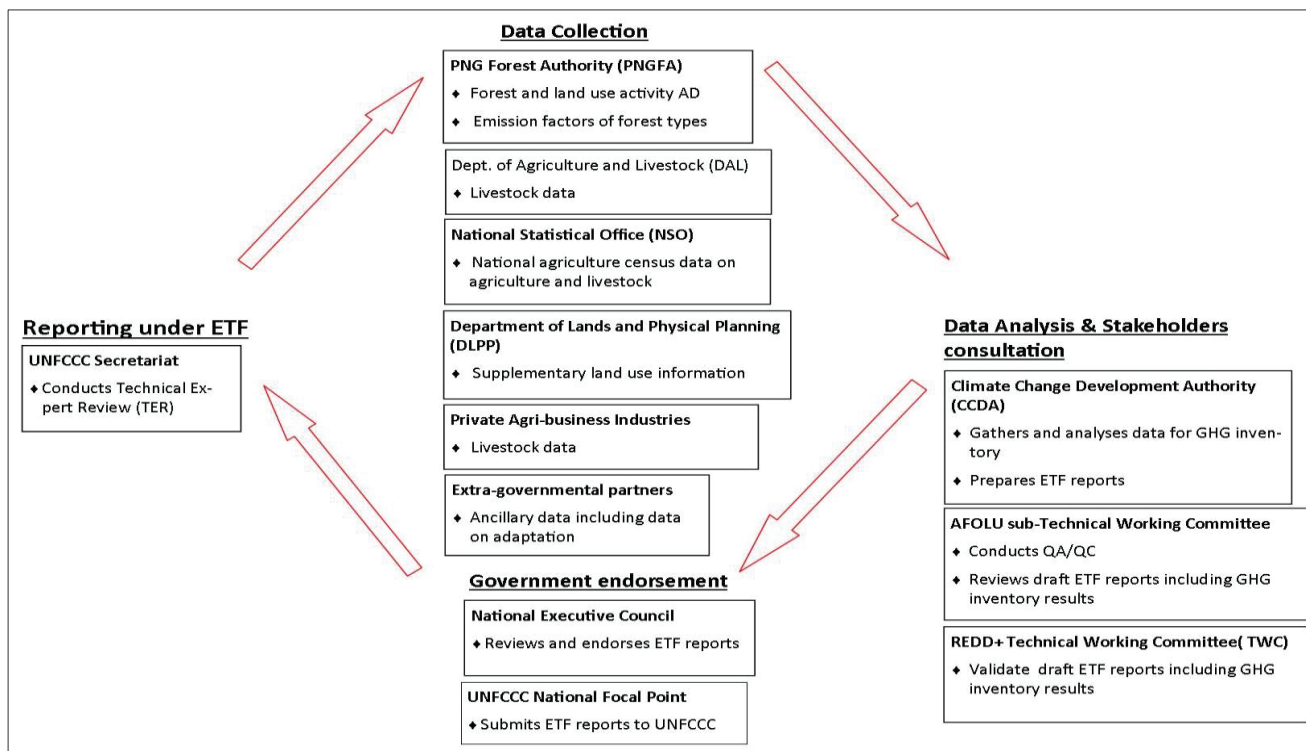 Data Collection
PNG Forest Authority (PNGFA)
♦ Forest and land use activity AD
♦ Emission factors of forest types
Dept. of Agriculture and Livestock (DAL)
♦ Livestock data
National Statistical Office (NSO)
♦ National agriculture census data on
agriculture and livestock
Department of Lands and Physical Planning
(DLPP)
♦ Supplementary land use information
Private Agri-business Industries
♦ Livestock data
Extra-governmental partners
♦ Ancillary data including data
on adaptation
Data Analysis & Stakeholders
consultation
Climate Change Development Authority
(CCDA)
♦ Gathers and analyses data for GHG inven-
tory
♦ Prepares ETF reports
AFOLU sub-Technical Working Committee
♦ Conducts QA/QC
♦ Reviews draft ETF reports including GHG
inventory results
REDD+ Technical Working Committee( TWC)
♦ Validate draft ETF reports including GHG
inventory results
Government endorsement
National Executive Council
♦ Reviews and endorses ETF reports
UNFCCC National Focal Point
♦ Submits ETF reports to UNFCCC
Reporting under ETF
UNFCCC Secretariat
♦ Conducts Technical Ex-
pert Review (TER)